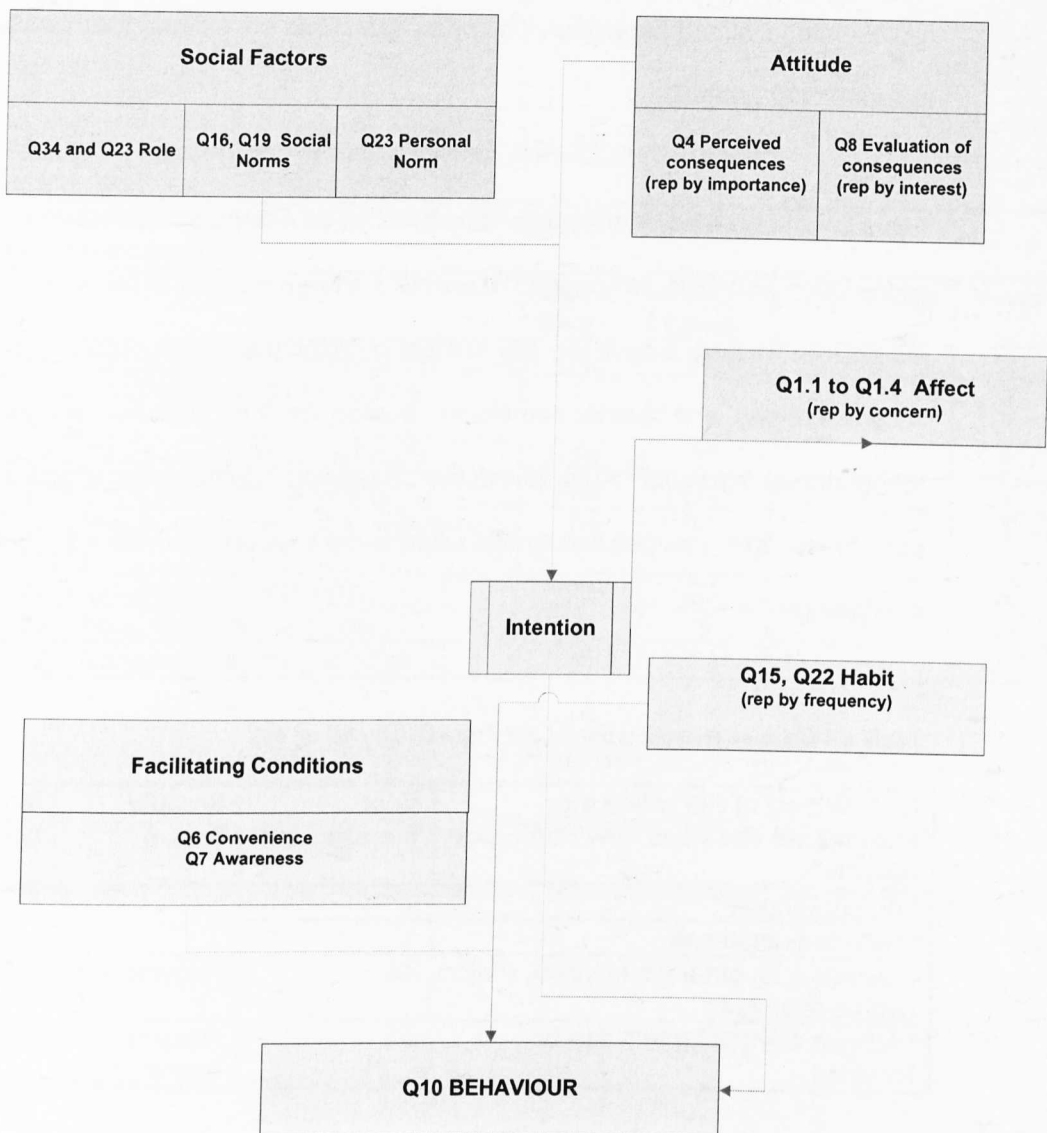 Social Factors
Q34 and Q23 Role
Q16, Q19 Social
Norms
Q23 Personal
Norm
Attitude
Q4 Perceived
consequences
(rep by importance)
Q8 Evaluation of
consequences
(rep by interest)
Q1.1 to Q1.4 Affect
(rep by concern)
Intention
Q15, Q22 Habit
(rep by frequency)
Facilitating Conditions
Q6 Convenience
Q7 Awareness
Q10 BEHAVIOUR